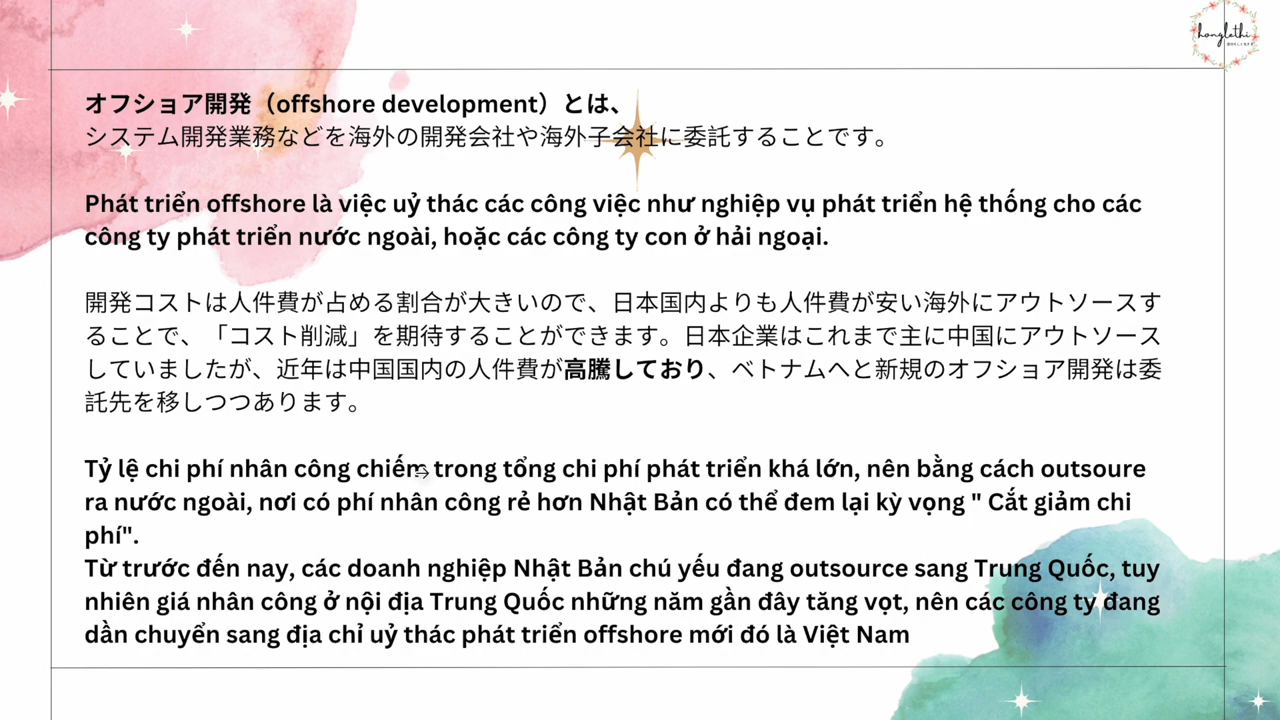 honglethi
オフショア開発（offshore development）とは、
システム開発業務などを海外の開発会社や海外子会社に委託することです。
Phát triển offshore là việc uỷ thác các công việc như nghiệp vụ phát triển hệ thống cho các
công ty phát triển nước ngoài, hoặc các công ty con ở hải ngoại.
開発コストは人件費が占める割合が大きいので、日本国内よりも人件費が安い海外にアウトソースす
ることで、「コスト削減」を期待することができます。日本企業はこれまで主に中国にアウトソース
していましたが、近年は中国国内の人件費が高騰しており、ベトナムへと新規のオフショア開発は委
託先を移しつつあります。
Tỷ lệ chi phí nhân công chiếm trong tổng chi phí phát triển khá lớn, nên bằng cách outsoure
ra nước ngoài, nơi có phí nhân công rẻ hơn Nhật Bản có thể đem lại kỳ vọng " Cắt giảm chi
phí".
Từ trước đến nay, các doanh nghiệp Nhật Bản chú yếu đang outsource sang Trung Quốc, tuy
nhiên giá nhân công ở nội địa Trung Quốc những năm gần đây tăng vọt, nên các công ty đang
dần chuyển sang địa chỉ uỷ thác phát triển offshore mới đó là Việt Nam